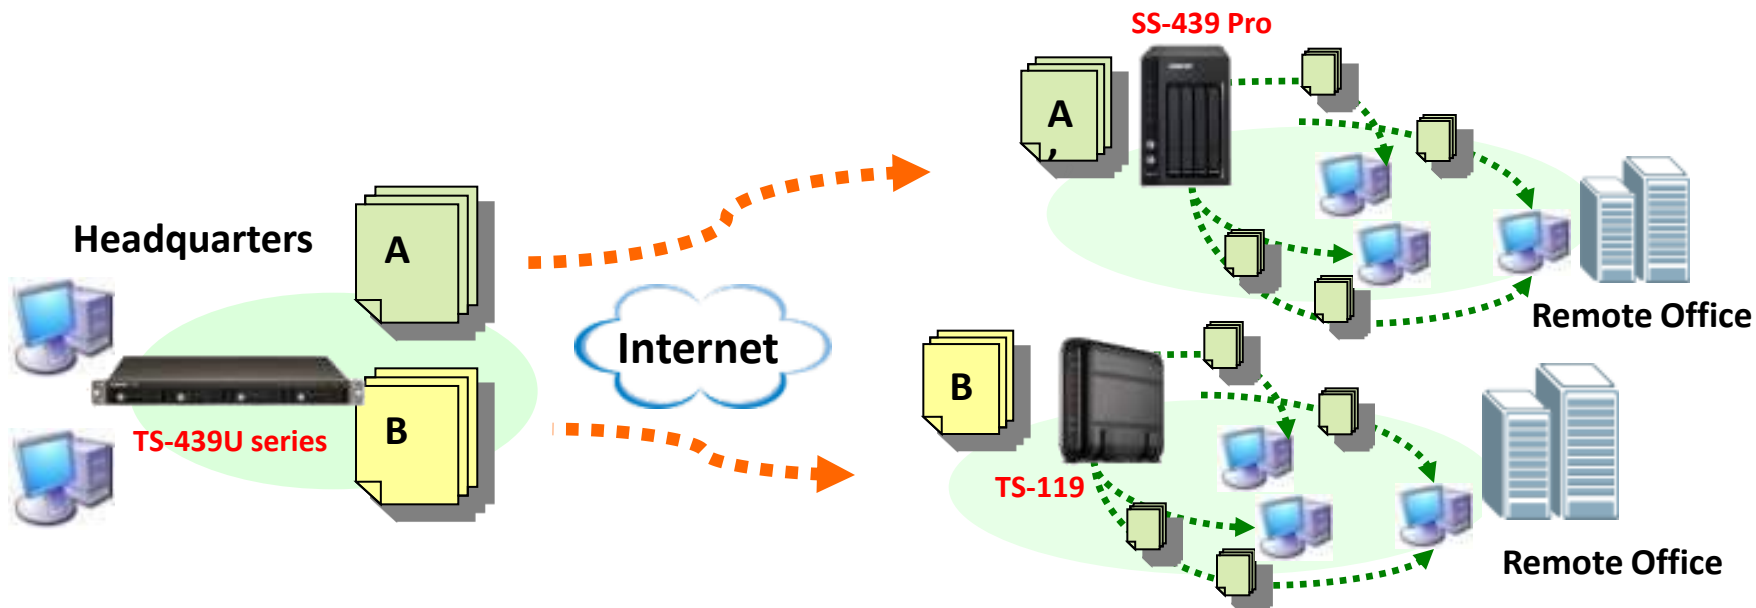 SS-439 Pro
A
,
Headquarters
A
Internet
Remote Office
B
TS-439U series
B
TS-119
Remote Office